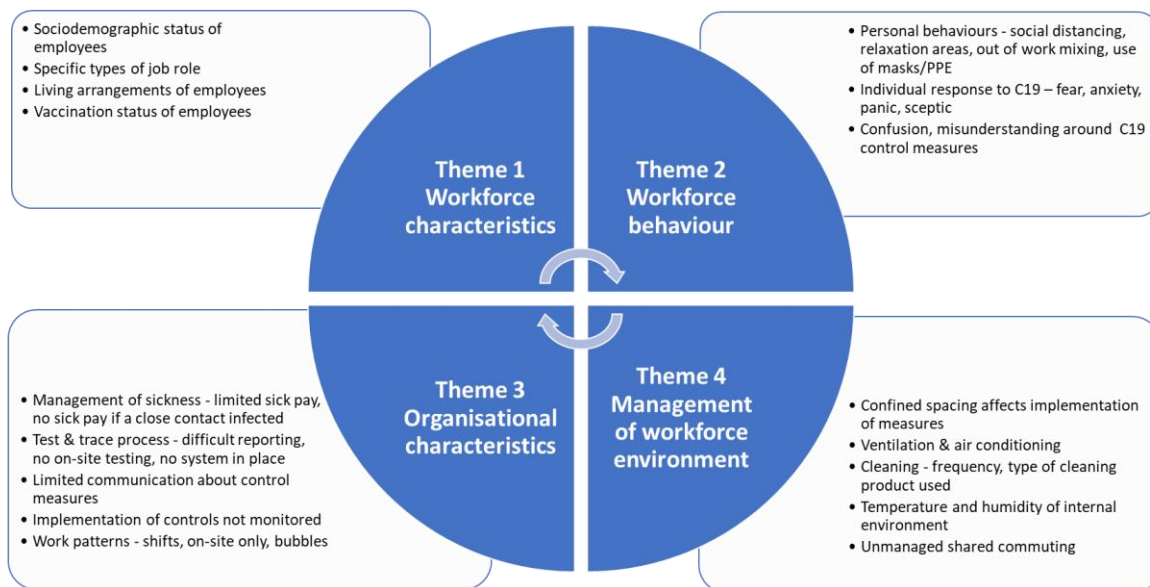 • Sociodemographic status of
employees
• Specific types of job role
• Living arrangements of employees
• Vaccination status of employees
• Personal behaviours - social distancing,
relaxation areas, out of work mixing, use
of masks/PPE
• Individual response to C19 – fear, anxiety,
panic, sceptic
• Confusion, misunderstanding around C19
control measures
Theme 1
Workforce
characteristics
Theme 2
Workforce
behaviour
Theme 3
Organisational
characteristics
Theme 4
Management
of workforce
environment
• Management of sickness - limited sick pay,
no sick pay if a close contact infected
• Test & trace process - difficult reporting,
no on-site testing, no system in place
• Limited communication about control
measures
• Implementation of controls not monitored
• Work patterns - shifts, on-site only, bubbles
• Confined spacing affects implementation
of measures
• Ventilation & air conditioning
• Cleaning - frequency, type of cleaning
product used
• Temperature and humidity of internal
environment
• Unmanaged shared commuting